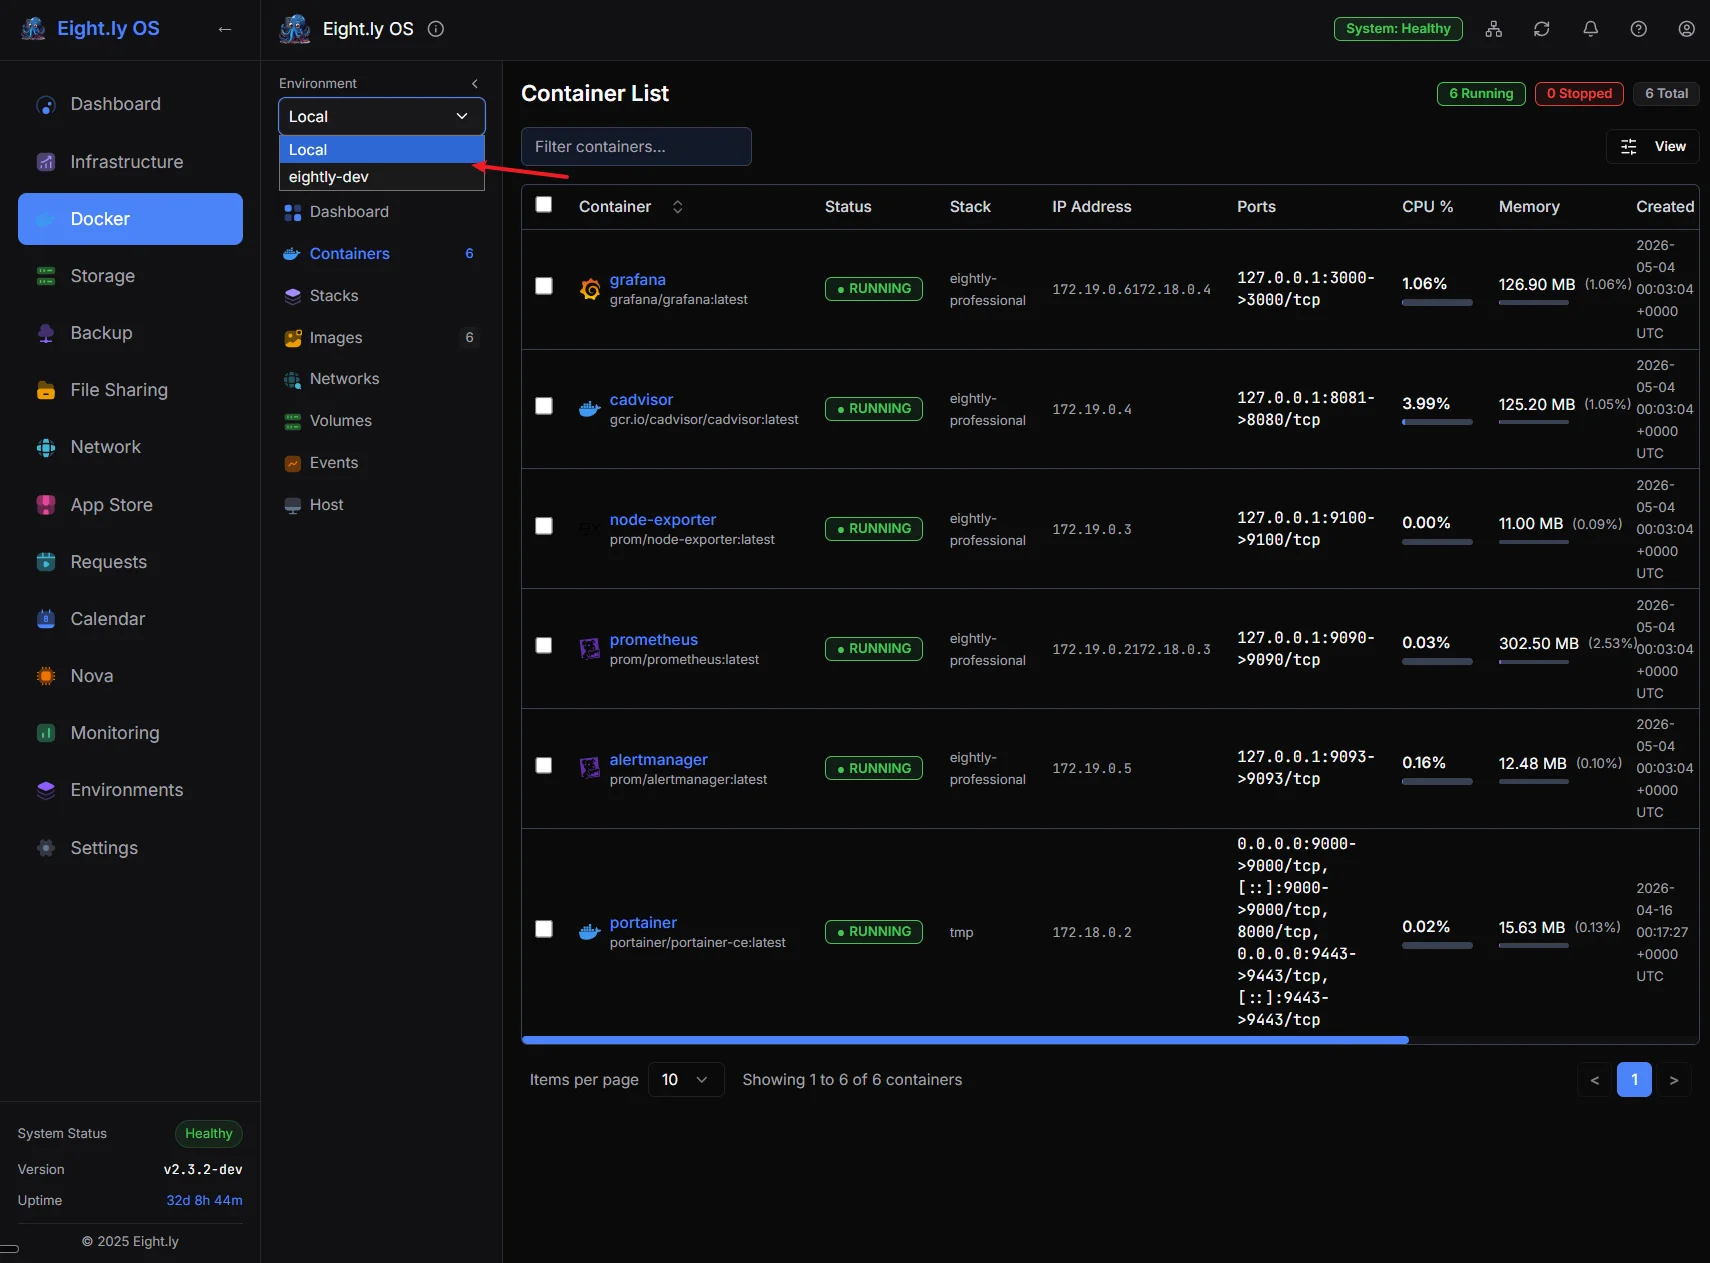 Eight.ly OS
←
Eight.ly OS
System: Healthy
Dashboard
Infrastructure
Docker
Storage
Backup
File Sharing
Network
App Store
Requests
Calendar
8
Nova
Monitoring
Environments
Settings
System Status
Healthy
Version
v2.3.2-dev
Uptime
32d 8h 44m
© 2025 Eight.ly
Environment
Local
Local
eightly-dev
Dashboard
Containers
6
Stacks
Images
6
Networks
Volumes
Events
Host
Container List
6 Running
0 Stopped
6 Total
Filter containers...
View
Container
Status
Stack
IP Address
Ports
CPU %
Memory
Created
grafana
grafana/grafana:latest
RUNNING
eightly-
professional
172.19.0.6172.18.0.4
127.0.0.1:3000-
>3000/tcp
1.06%
126.90 MB (1.06%)
2026-
05-04
00:03:04
+0000
UTC
cadvisor
gcr.io/cadvisor/cadvisor:latest
RUNNING
eightly-
professional
172.19.0.4
127.0.0.1:8081-
>8080/tcp
3.99%
125.20 MB (1.05%)
2026-
05-04
00:03:04
+0000
UTC
node-exporter
prom/node-exporter:latest
RUNNING
eightly-
professional
172.19.0.3
127.0.0.1:9100-
>9100/tcp
0.00%
11.00 MB (0.09%)
2026-
05-04
00:03:04
+0000
UTC
prometheus
prom/prometheus:latest
RUNNING
eightly-
professional
172.19.0.2172.18.0.3
127.0.0.1:9090-
>9090/tcp
0.03%
302.50 MB (2.53%)
2026-
05-04
00:03:04
+0000
UTC
alertmanager
prom/alertmanager:latest
RUNNING
eightly-
professional
172.19.0.5
127.0.0.1:9093-
>9093/tcp
0.16%
12.48 MB (0.10%)
2026-
05-04
00:03:04
+0000
UTC
portainer
portainer/portainer-ce:latest
RUNNING
tmp
172.18.0.2
0.0.0.0:9000-
>9000/tcp,
[::]:9000-
>9000/tcp,
8000/tcp,
0.0.0.0:9443-
>9443/tcp,
[::]:9443-
>9443/tcp
0.02%
15.63 MB (0.13%)
2026-
04-16
00:17:27
+0000
UTC
Items per page
10
Showing 1 to 6 of 6 containers
<
1
>